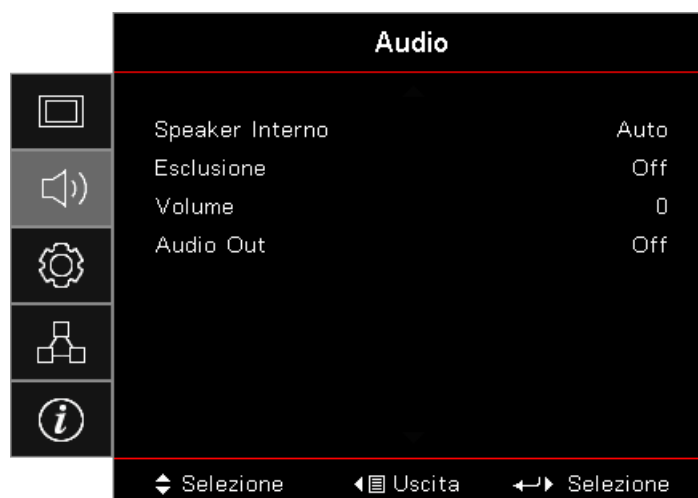 Audio
Speaker Interno Auto
Esclusione Off
Volume 0
Audio Out Off
Selezione Uscita Selezione